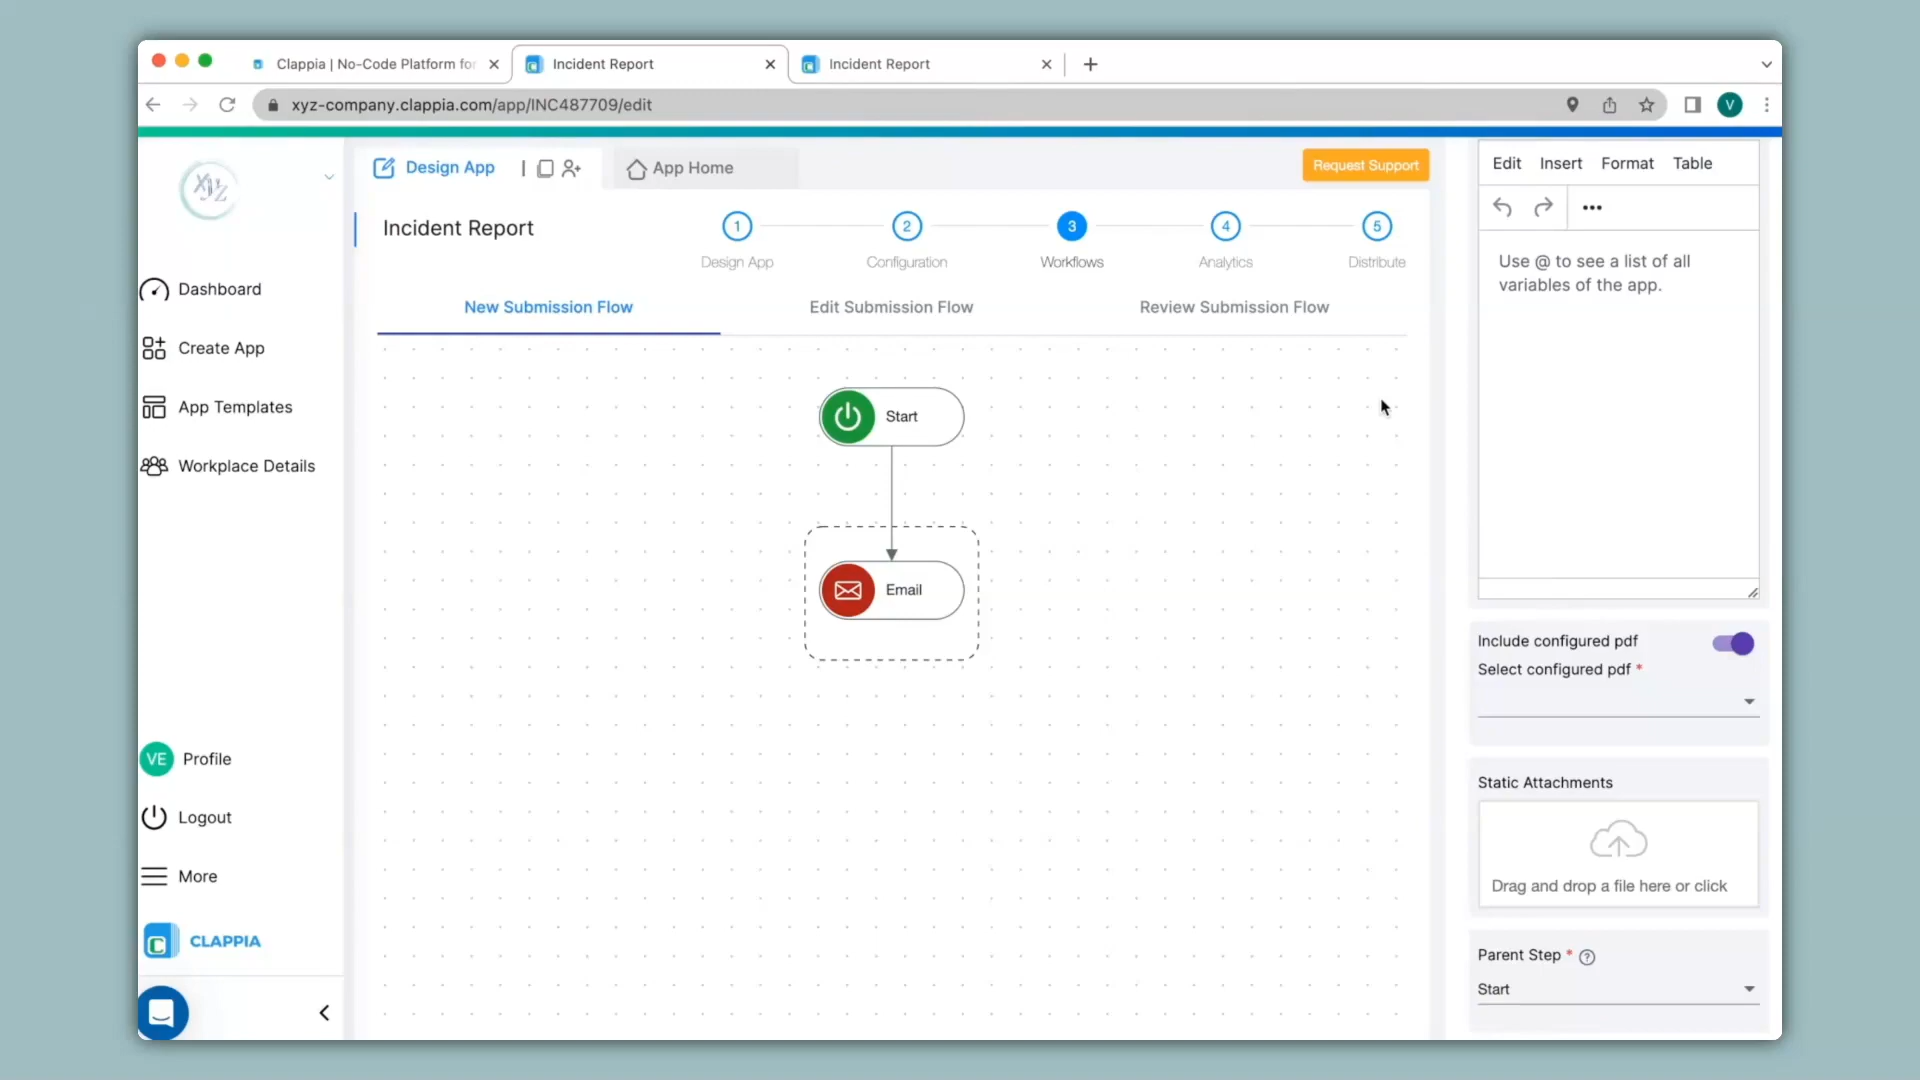 Clappia | No-Code Platform for
Incident Report
Incident Report
xyz-company.clappia.com/app/INC487709/edit
V
XYZ
Design App
App Home
Request Support
Edit Insert Format Table
Incident Report
1
2
3
4
5
Design App
Configuration
Workflows
Analytics
Distribute
Use @ to see a list of all
variables of the app.
Dashboard
New Submission Flow
Edit Submission Flow
Review Submission Flow
Create App
App Templates
Start
Workplace Details
Email
Include configured pdf
Select configured pdf *
Profile
VE
Static Attachments
Logout
More
Drag and drop a file here or click
C CLAPPIA
Parent Step *
?
Start